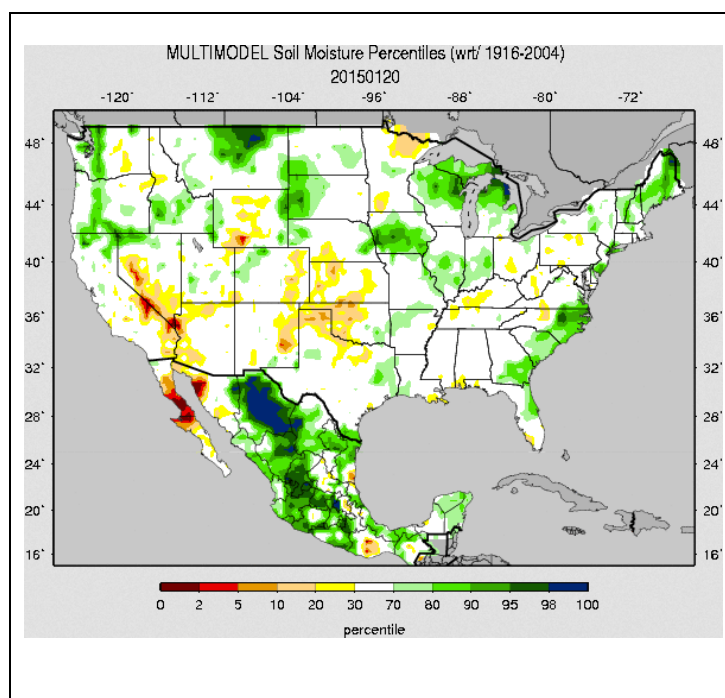 MULTIMODEL Soil Moisture Percentiles (wrt/ 1916-2004)
20150120
-120˚ -112˚ -104˚ -96˚ -88˚ -80˚ -72˚
48˚ 48˚
44˚ 44˚
40˚ 40˚
36˚ 36˚
32˚ 32˚
28˚ 28˚
24˚ 24˚
20˚ 20˚
16˚ 16˚
0 2 5 10 20 30 70 80 90 95 98 100
percentile